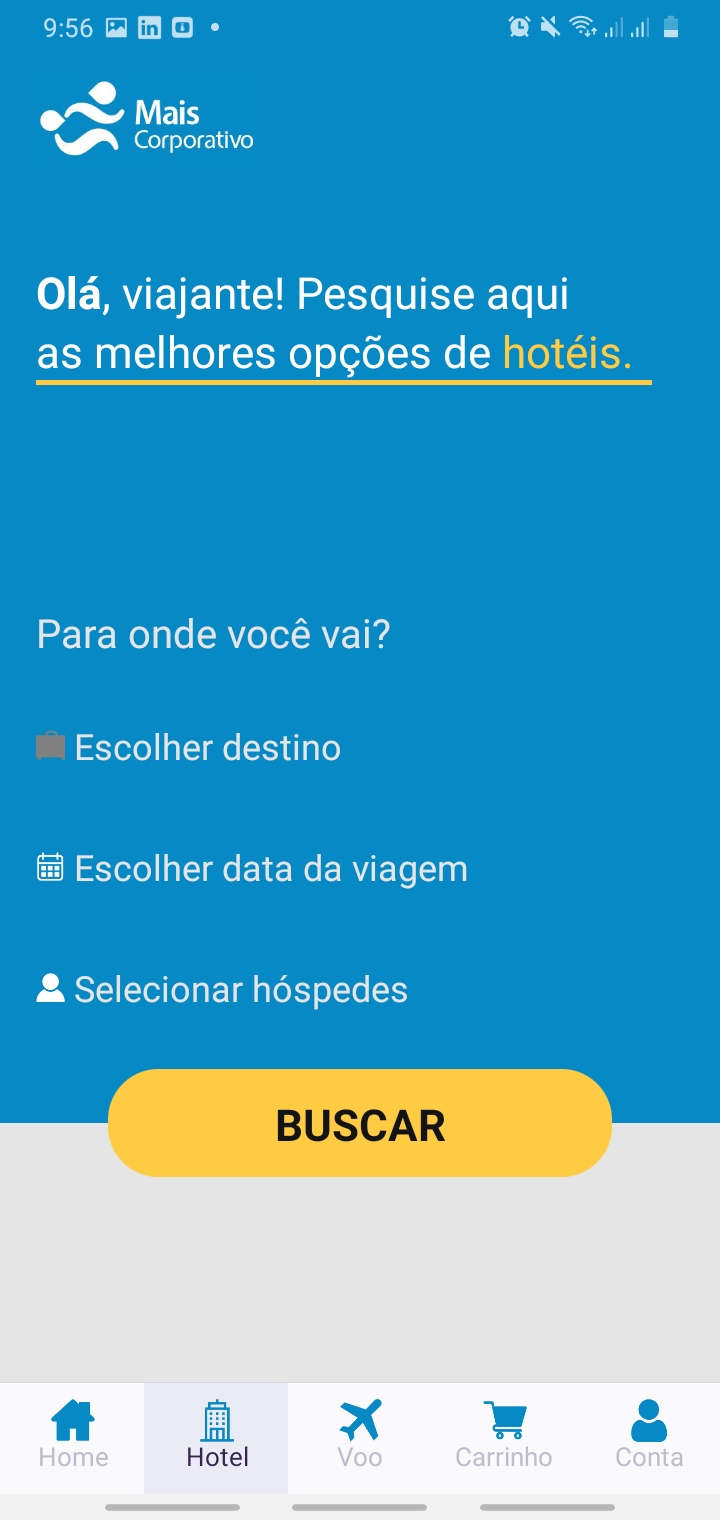 9:56
Mais
Corporativo
Olá, viajante! Pesquise aqui
as melhores opções de hotéis.
Para onde você vai?
Escolher destino
Escolher data da viagem
Selecionar hóspedes
BUSCAR
Home
Hotel
Voo
Carrinho
Conta